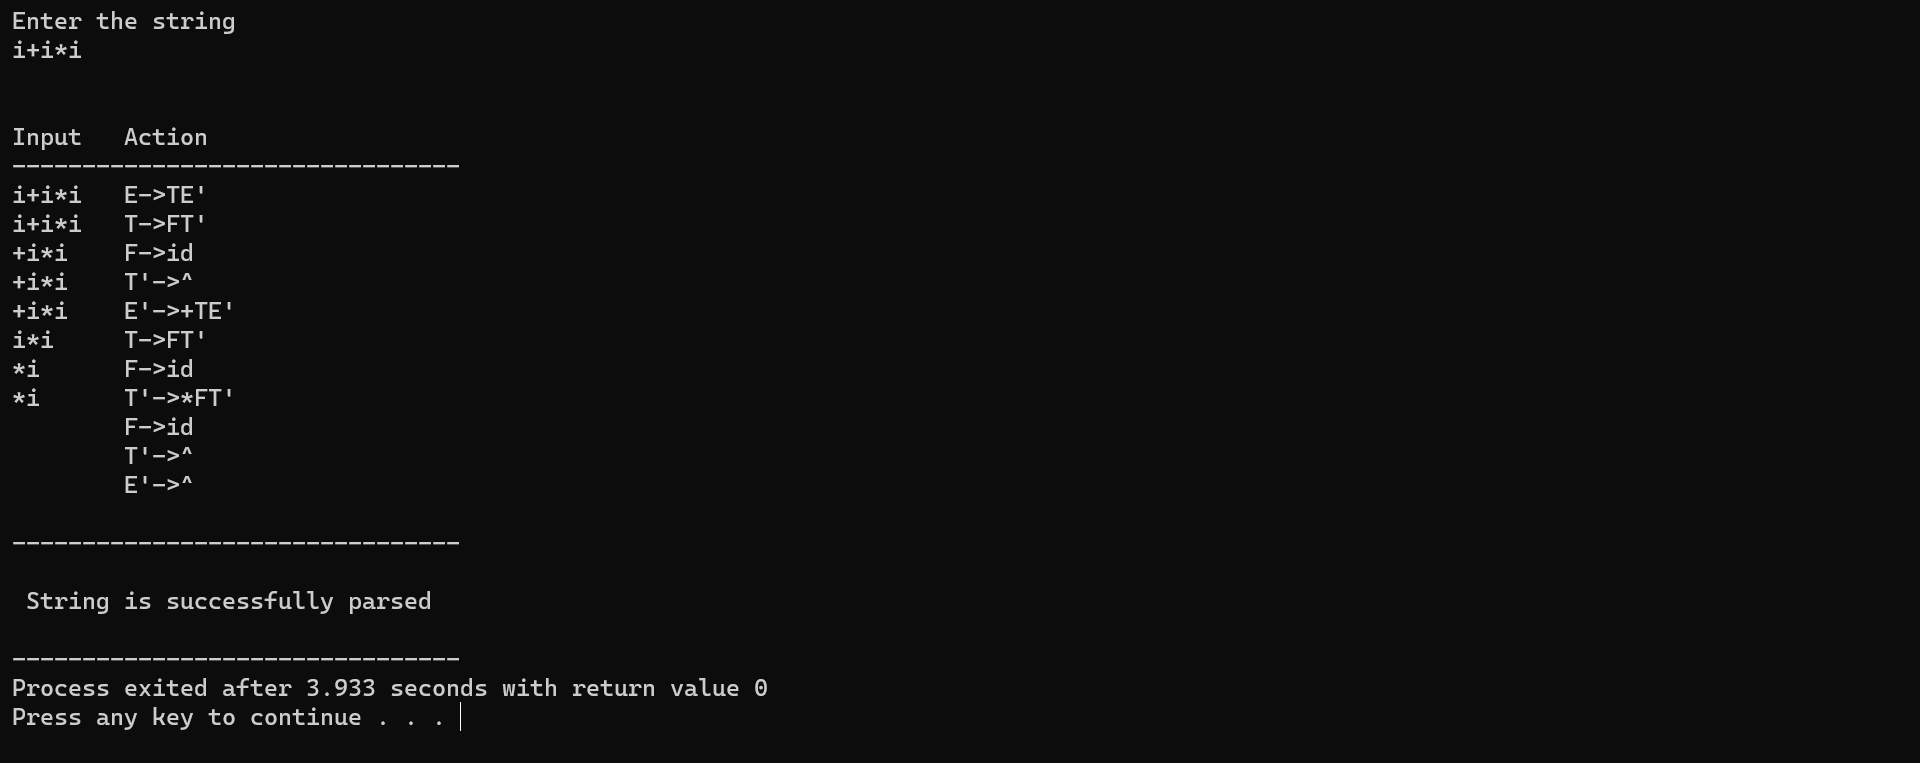 Enter the string
i+i*i
Input   Action
--------------------------------
i+i*i   E->TE'
i+i*i   T->FT'
+i*i    F->id
+i*i    T'->^
+i*i    E'->+TE'
i*i     T->FT'
*i      F->id
*i      T'->*FT'
        F->id
        T'->^
        E'->^
--------------------------------
 String is successfully parsed
--------------------------------
Process exited after 3.933 seconds with return value 0
Press any key to continue . . .